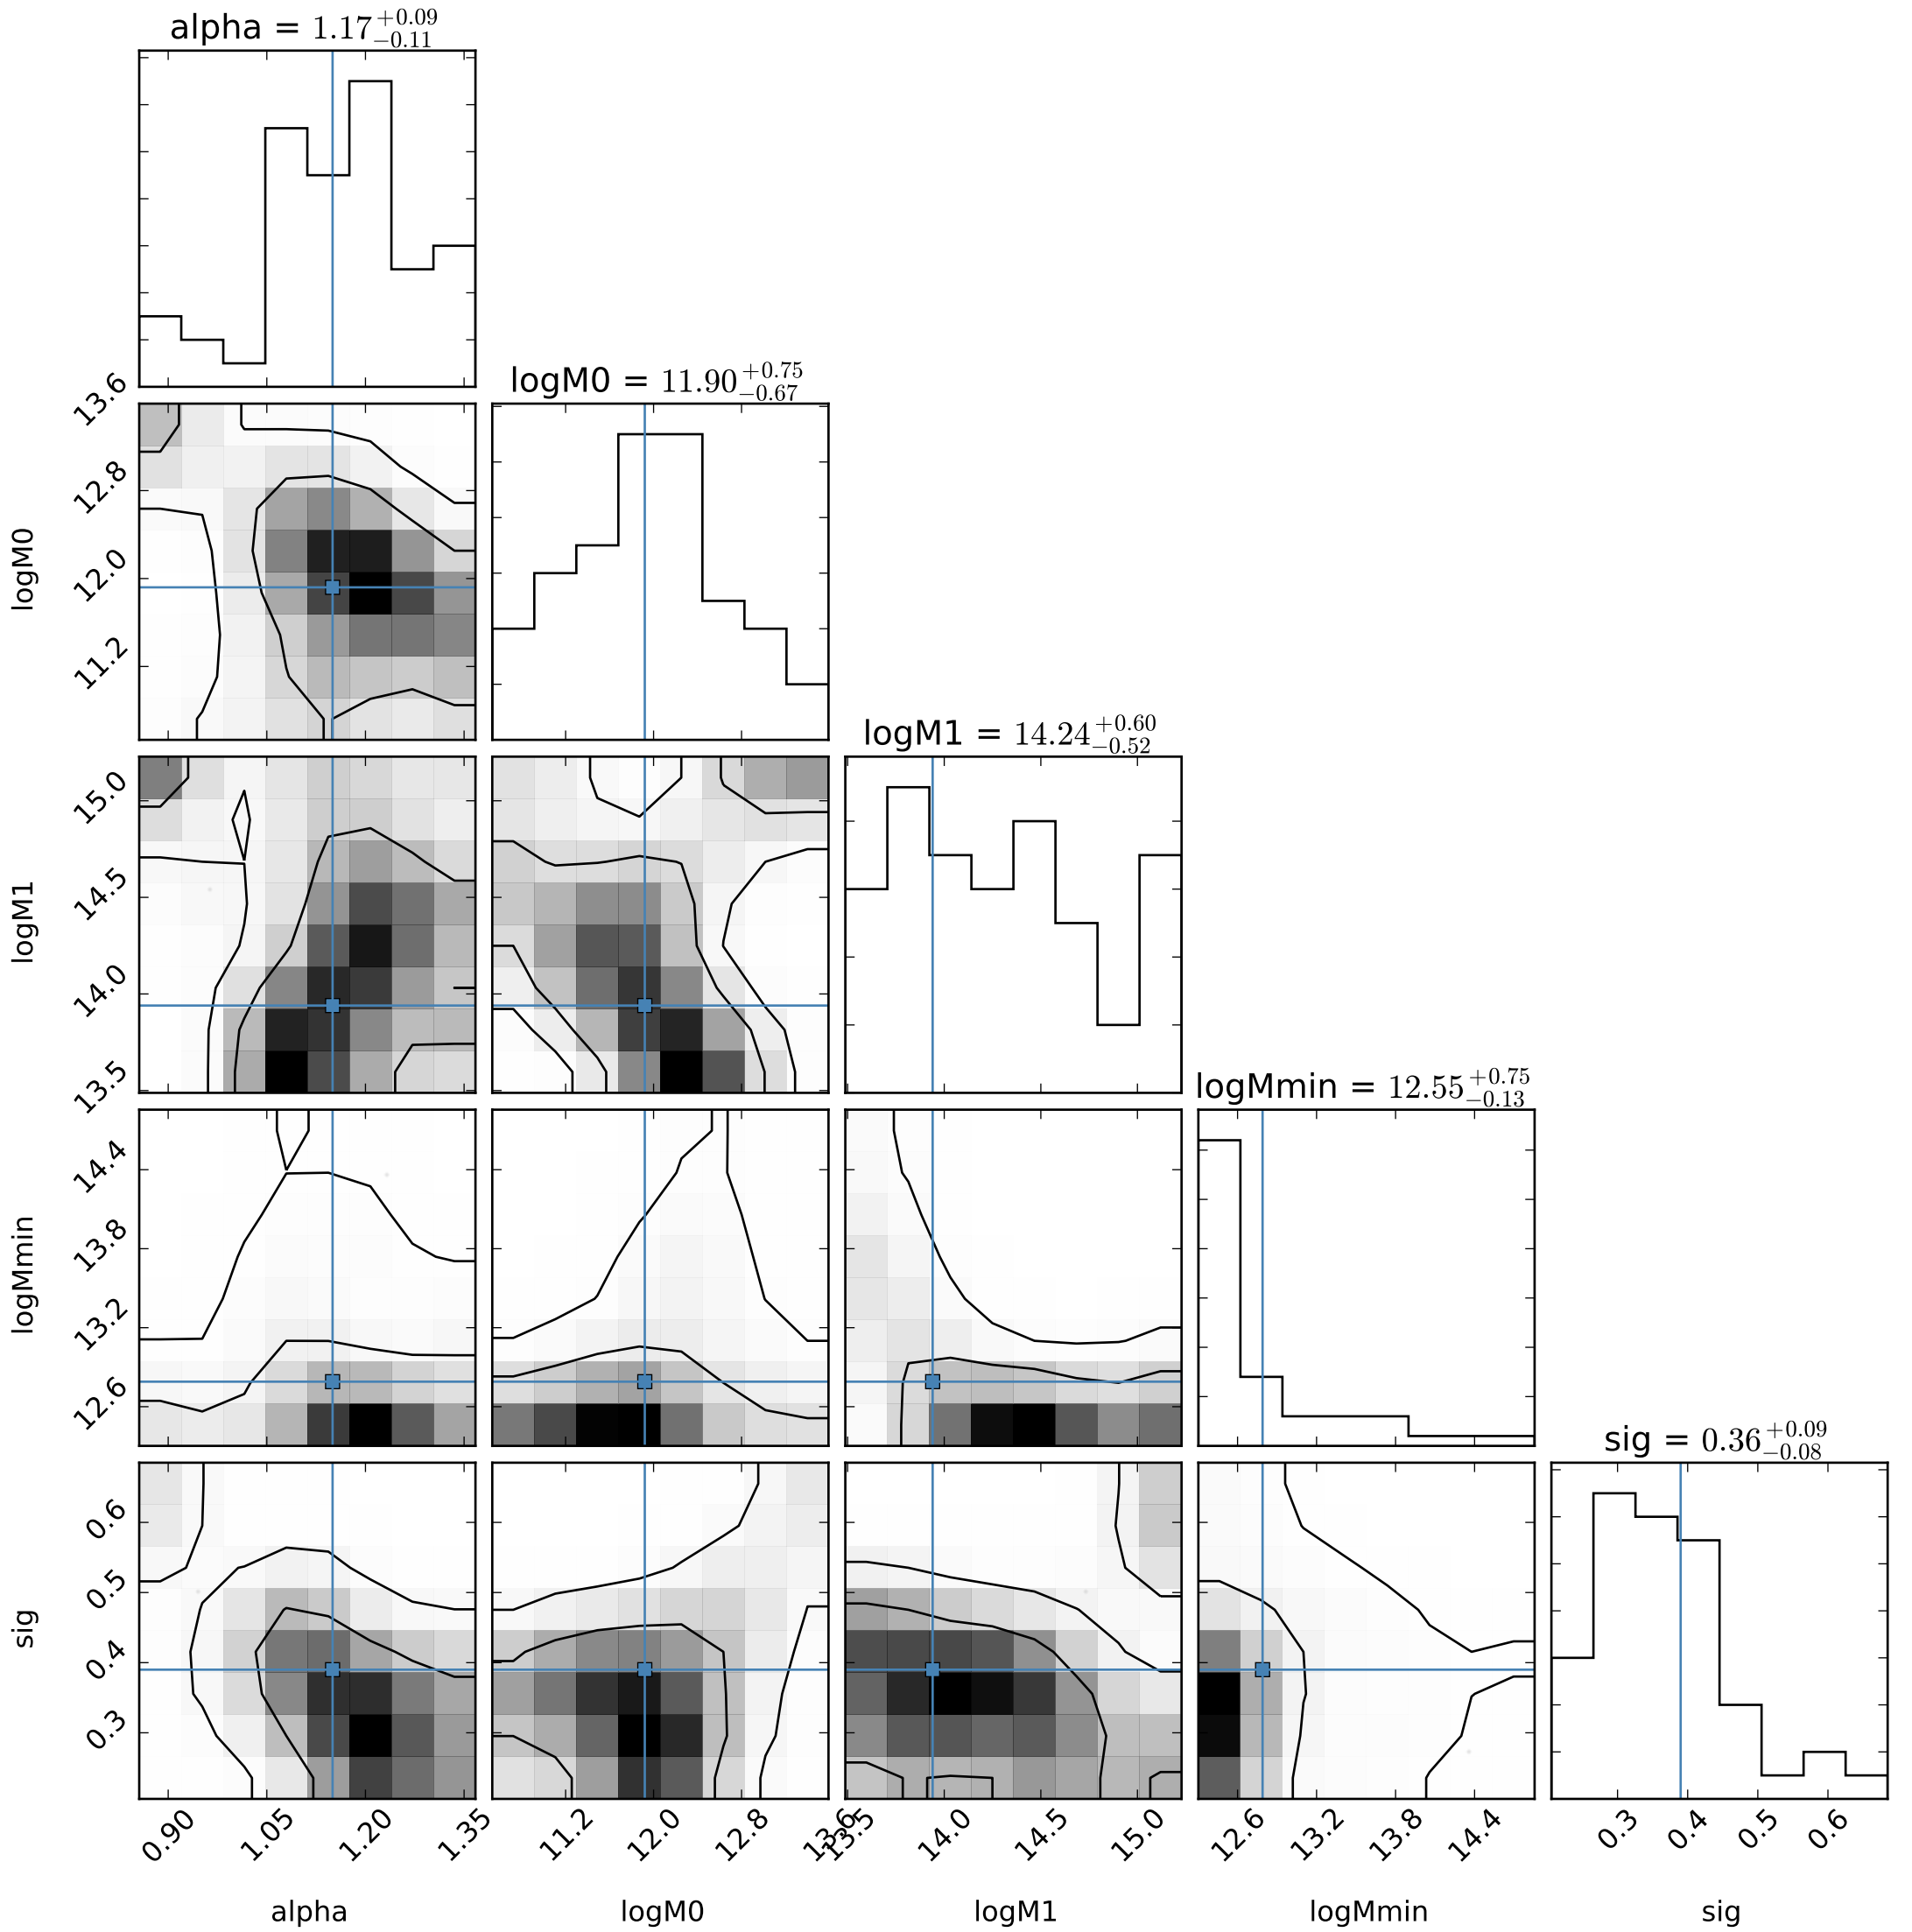 alpha = 1.17 +0.09 −0.11
13.6
logM0 = 11.90 +0.75 −0.67
12.8
12.0
11.2
logM0
logM1 = 14.24 +0.60 −0.52
15.0
14.5
14.0
13.5
logM1
logMmin = 12.55 +0.75 −0.13
14.4
13.8
13.2
12.6
logMmin
sig = 0.36 +0.09 −0.08
0.6
0.5
0.4
0.3
sig
0.90 1.05 1.20 1.35 11.2 12.0 12.8 13.6 13.5 14.0 14.5 15.0 12.6 13.2 13.8 14.4 0.3 0.4 0.5 0.6
alpha logM0 logM1 logMmin sig